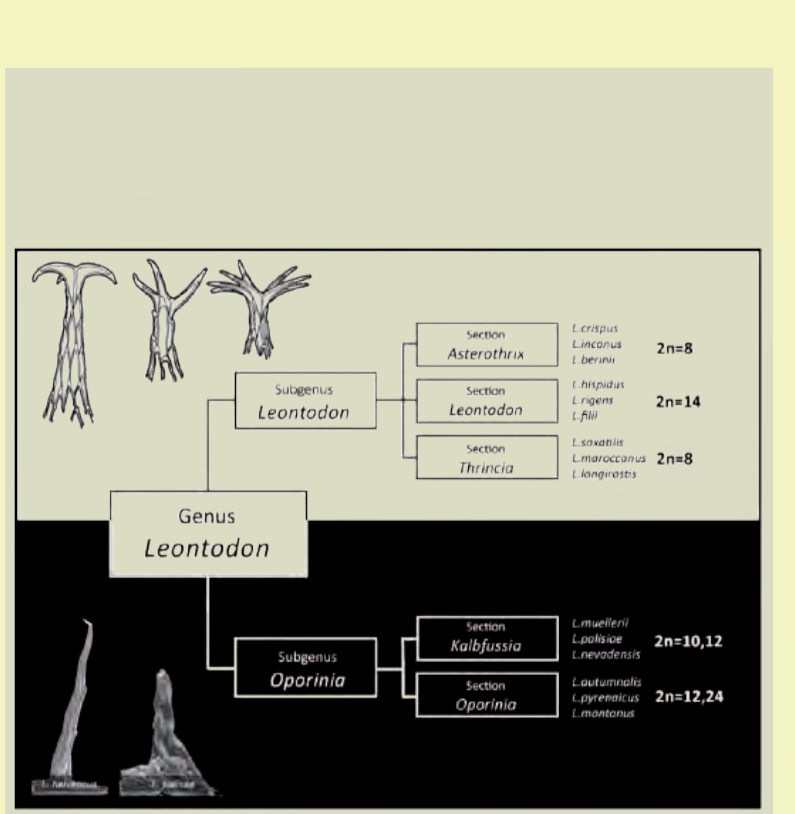 Section
Asterothrix
L.crispus
L.incanus
L.berinii
2n=8
Subgenus
Leontodon
Section
Leontodon
L.hispidus
L.rigens
L.filii
2n=14
Section
Thrincia
L.saxatilis
L.maroccanus
L.longirostis
2n=8
Genus
Leontodon
Subgenus
Oporinia
Section
Kalbfussia
L.muellerii
L.palisiae
L.nevadensis
2n=10,12
Section
Oporinia
L.autumnalis
L.pyrenaicus
L.montanus
2n=12,24